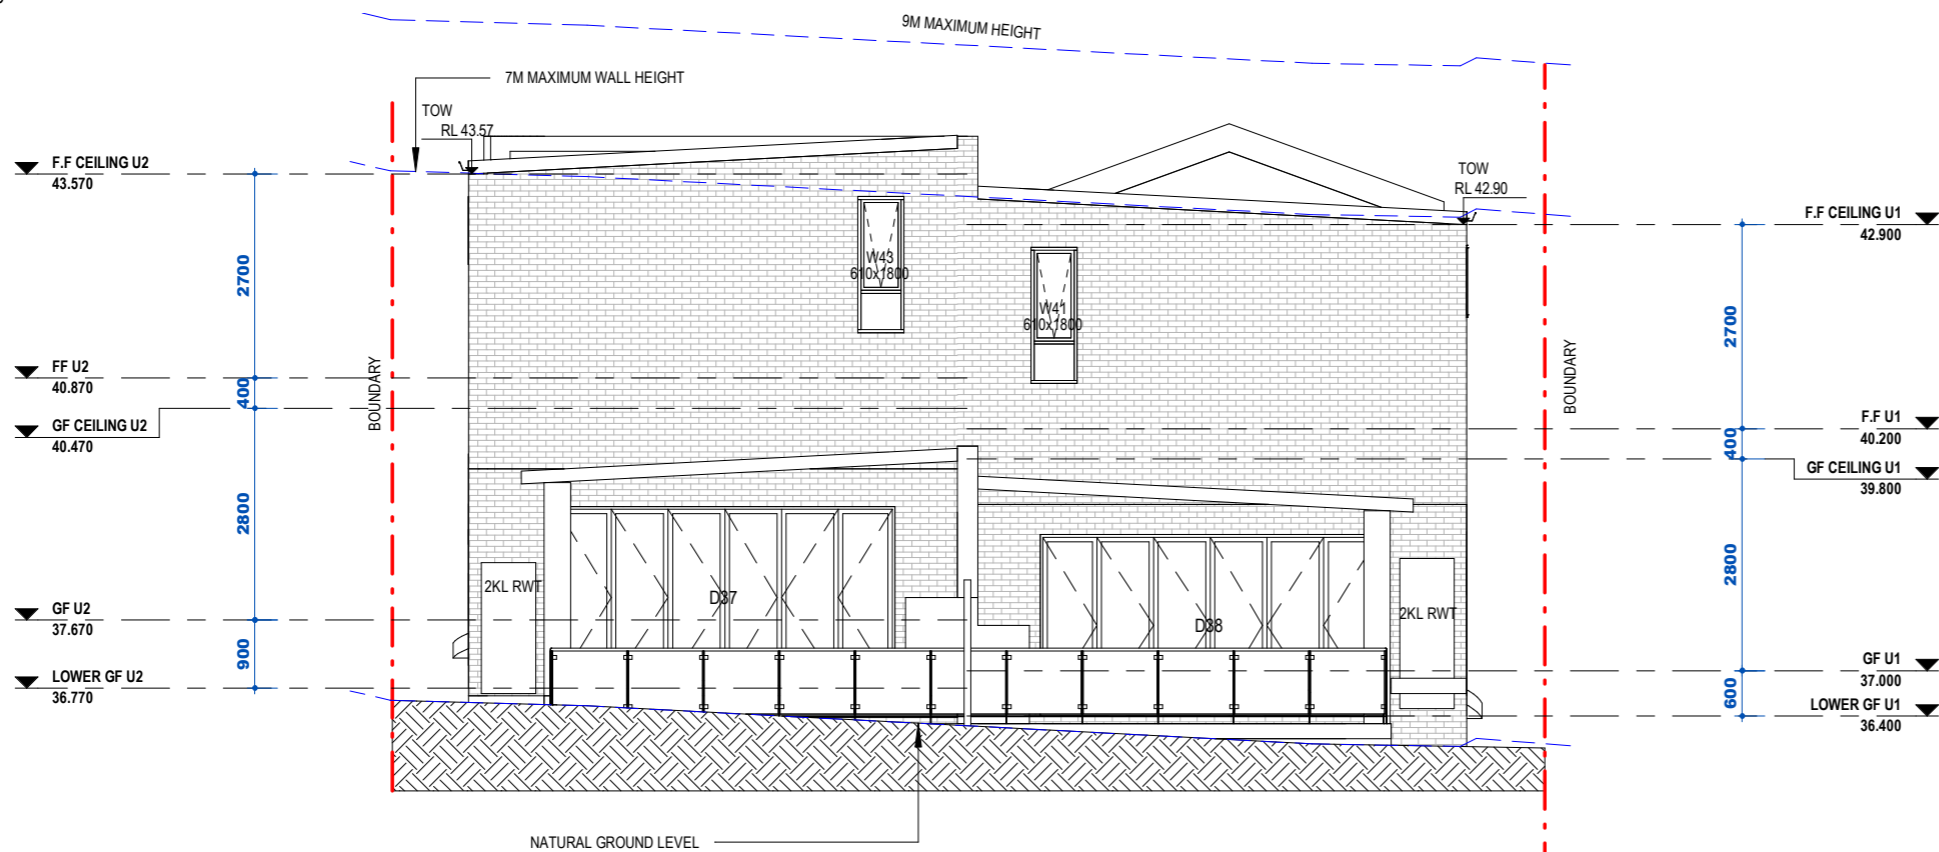 9M MAXIMUM HEIGHT
7M MAXIMUM WALL HEIGHT
TOW
RL 43.57
F.F CEILING U2
43.570
TOW
RL 42.90
F.F CEILING U1
42.900
2700
W43
610x1800
W41
610x1800
2700
BOUNDARY
BOUNDARY
FF U2
40.870
400
GF CEILING U2
40.470
F.F U1
40.200
400
GF CEILING U1
39.800
2800
2800
2KL RWT
D37
D38
2KL RWT
GF U2
37.670
900
LOWER GF U2
36.770
GF U1
37.000
600
LOWER GF U1
36.400
NATURAL GROUND LEVEL